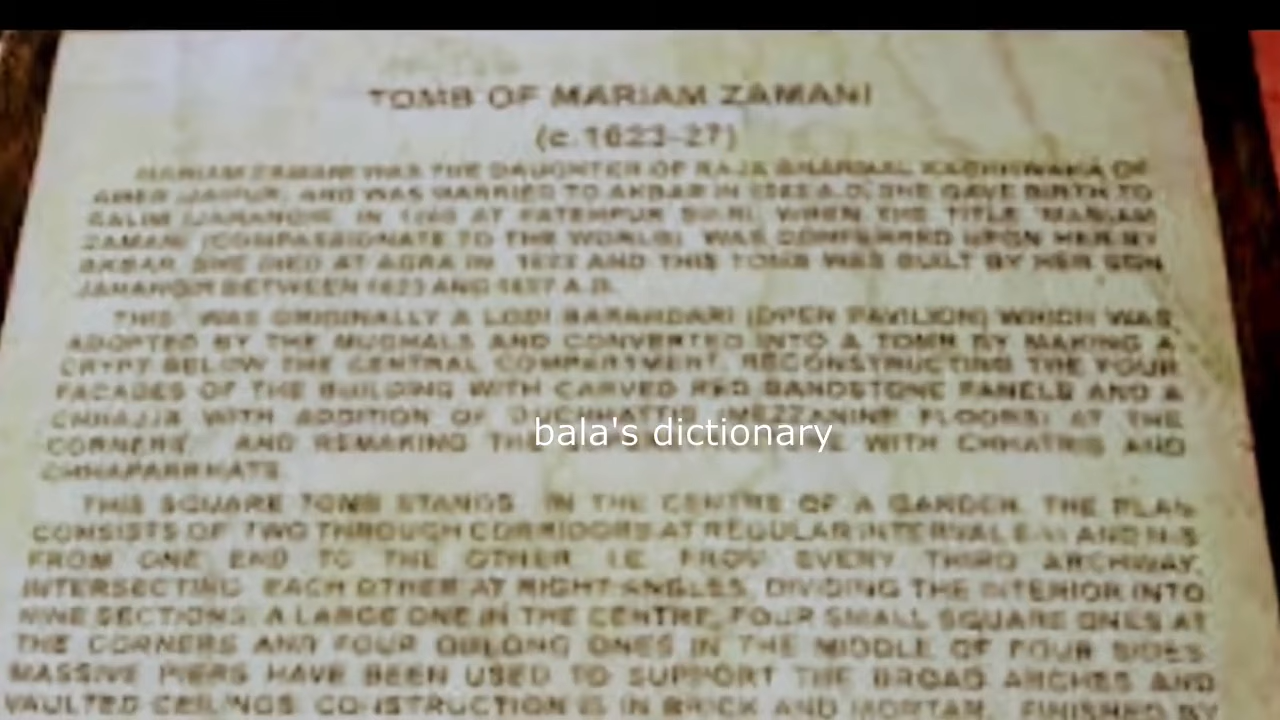 TOMB OF MARIAM ZAMANI
(c. 1623-27)
MARIAM ZAMANI WAS THE DAUGHTER OF RAJA BHARMAL KACHHWAHA OF
AMER (JAIPUR) AND WAS MARRIED TO AKBAR IN A.D. SHE GAVE BIRTH TO
SALIM (JAHANGIR) IN AT FATEHPUR SIKRI, WHEN THE TITLE 'MARIAM
ZAMANI' (COMPASSIONATE TO THE WORLD) WAS CONFERRED UPON HER BY
AKBAR. SHE DIED AT AGRA IN 1623 AND THIS TOMB WAS BUILT BY HER SON
JAHANGIR BETWEEN 1623 AND 1627 A.D.
THIS WAS ORIGINALLY A LODI BARAHDARI (OPEN PAVILION) WHICH WAS
ADOPTED BY THE MUGHALS AND CONVERTED INTO A TOMB BY MAKING A
CRYPT BELOW THE CENTRAL COMPARTMENT, RECONSTRUCTING THE FOUR
FACADES OF THE BUILDING WITH CARVED RED SANDSTONE PANELS AND A
CHHAJJA WITH ADDITION OF DUCHHATTIS (MEZZANINE FLOORS) AT THE
CORNERS, AND REMAKING WITH CHHATRIS AND
CHHAPARKHATS.
bala's dictionary
THIS SQUARE TOMB STANDS IN THE CENTRE OF A GARDEN. THE PLAN
CONSISTS OF TWO THROUGH CORRIDORS AT REGULAR INTERVAL E-W AND N-S
FROM ONE END TO THE OTHER I.E. FROM EVERY THIRD ARCHWAY,
INTERSECTING EACH OTHER AT RIGHT-ANGLES, DIVIDING THE INTERIOR INTO
NINE SECTIONS: A LARGE ONE IN THE CENTRE, FOUR SMALL SQUARE ONES AT
THE CORNERS AND FOUR OBLONG ONES IN THE MIDDLE OF FOUR SIDES.
MASSIVE PIERS HAVE BEEN USED TO SUPPORT THE BROAD ARCHES AND
VAULTED CEILINGS. CONSTRUCTION IS IN BRICK AND MORTAR, FINISHED BY